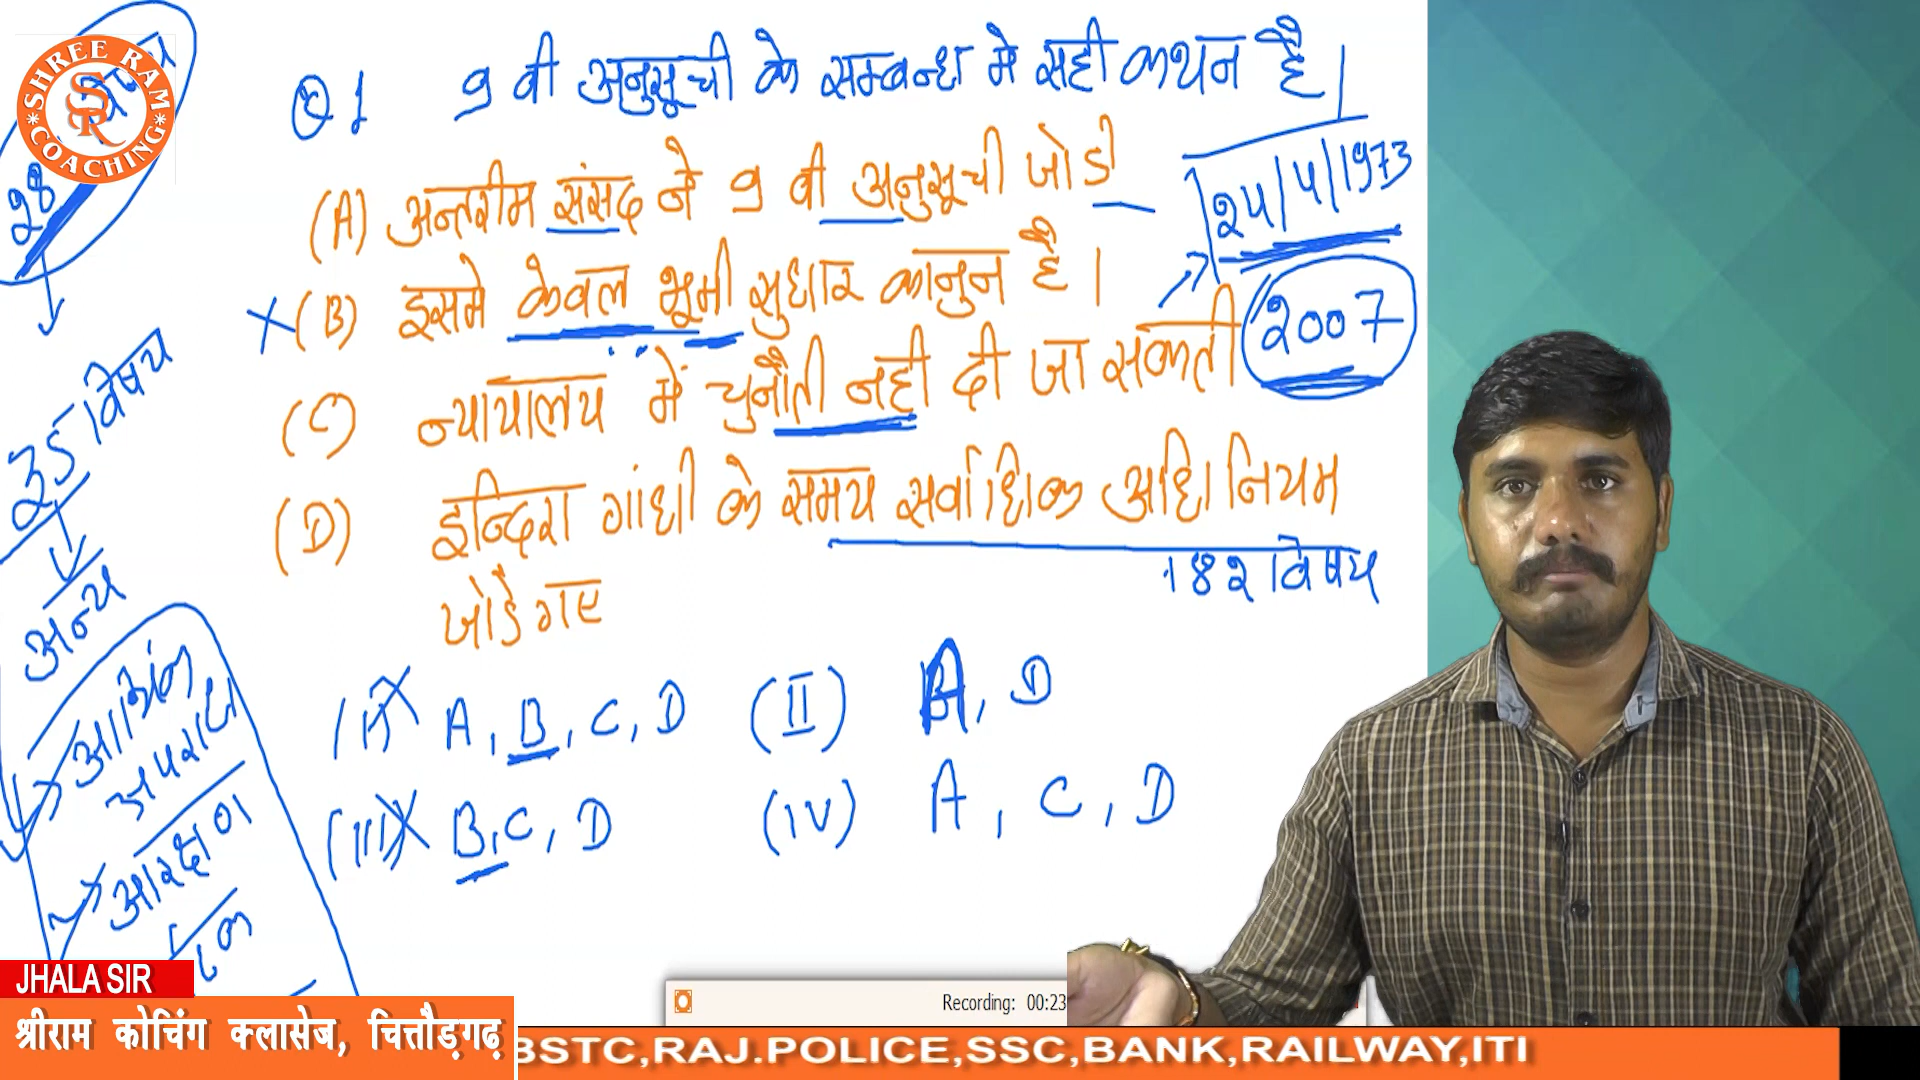 SHREE RAM COACHING
SR
Q 1 9 वी अनुसूची के सम्बन्ध मे सही कथन है।
(A) अन्तरीम संसद ने 9 वी अनुसूची जोडी
(B) इसमे केवल भूमी सुधार कानुन है।
(C) न्यायालय में चुनौती नही दी जा सकती
(D) इन्दिरा गांधी के समय सर्वाधिक अधिनियम
जोडे गए
24/4/1973
2007
182 विषय
(I) A, B, C, D (II) A, D
(III) B, C, D (IV) A, C, D
35 विषय
अन्य
अपराध
आरक्षण
JHALA SIR
श्रीराम कोचिंग क्लासेज, चित्तौड़गढ़
Recording: 00:23
BSTC,RAJ.POLICE,SSC,BANK,RAILWAY,ITI